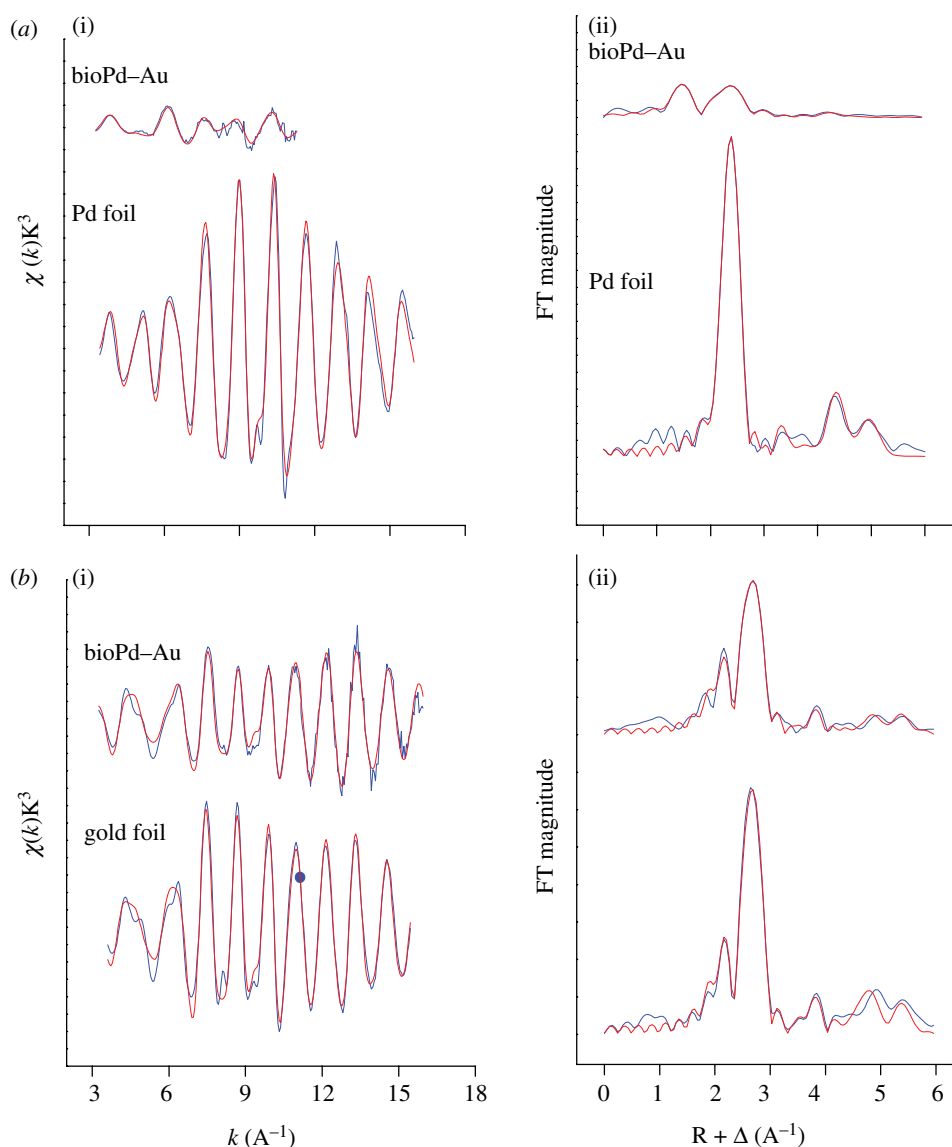 (a) (i)
bioPd–Au
Pd foil
χ (k)K³
(ii)
bioPd–Au
Pd foil
FT magnitude
(b) (i)
bioPd–Au
gold foil
χ(k)K³
3 6 9 12 15 18
k (A⁻¹)
(ii)
FT magnitude
0 1 2 3 4 5 6
R + Δ (A⁻¹)